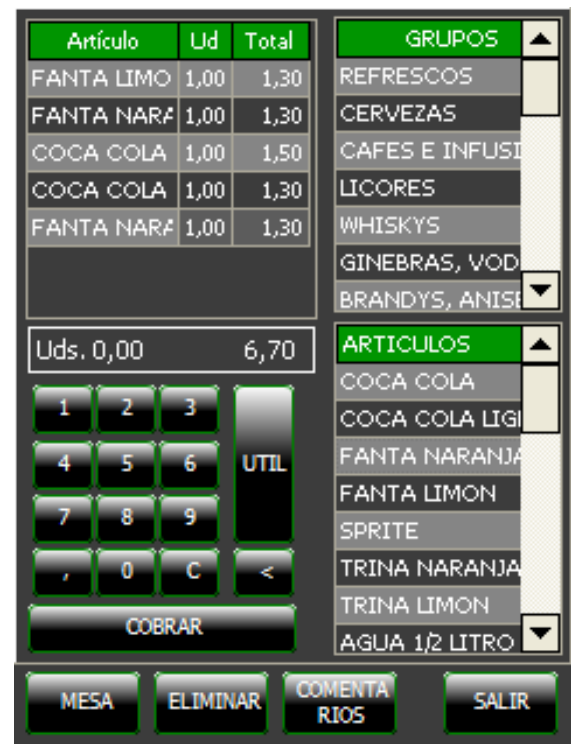 Artículo Ud Total
FANTA LIMO 1,00 1,30
FANTA NARA 1,00 1,30
COCA COLA 1,00 1,50
COCA COLA 1,00 1,30
FANTA NARA 1,00 1,30
Uds. 0,00 6,70
1 2 3
4 5 6 UTIL
7 8 9
, 0 C <
COBRAR
GRUPOS
REFRESCOS
CERVEZAS
CAFES E INFUSI
LICORES
WHISKYS
GINEBRAS, VOD
BRANDYS, ANISE
ARTICULOS
COCA COLA
COCA COLA LIGH
FANTA NARANJA
FANTA LIMON
SPRITE
TRINA NARANJA
TRINA LIMON
AGUA 1/2 LITRO
MESA ELIMINAR COMENTA
RIOS SALIR